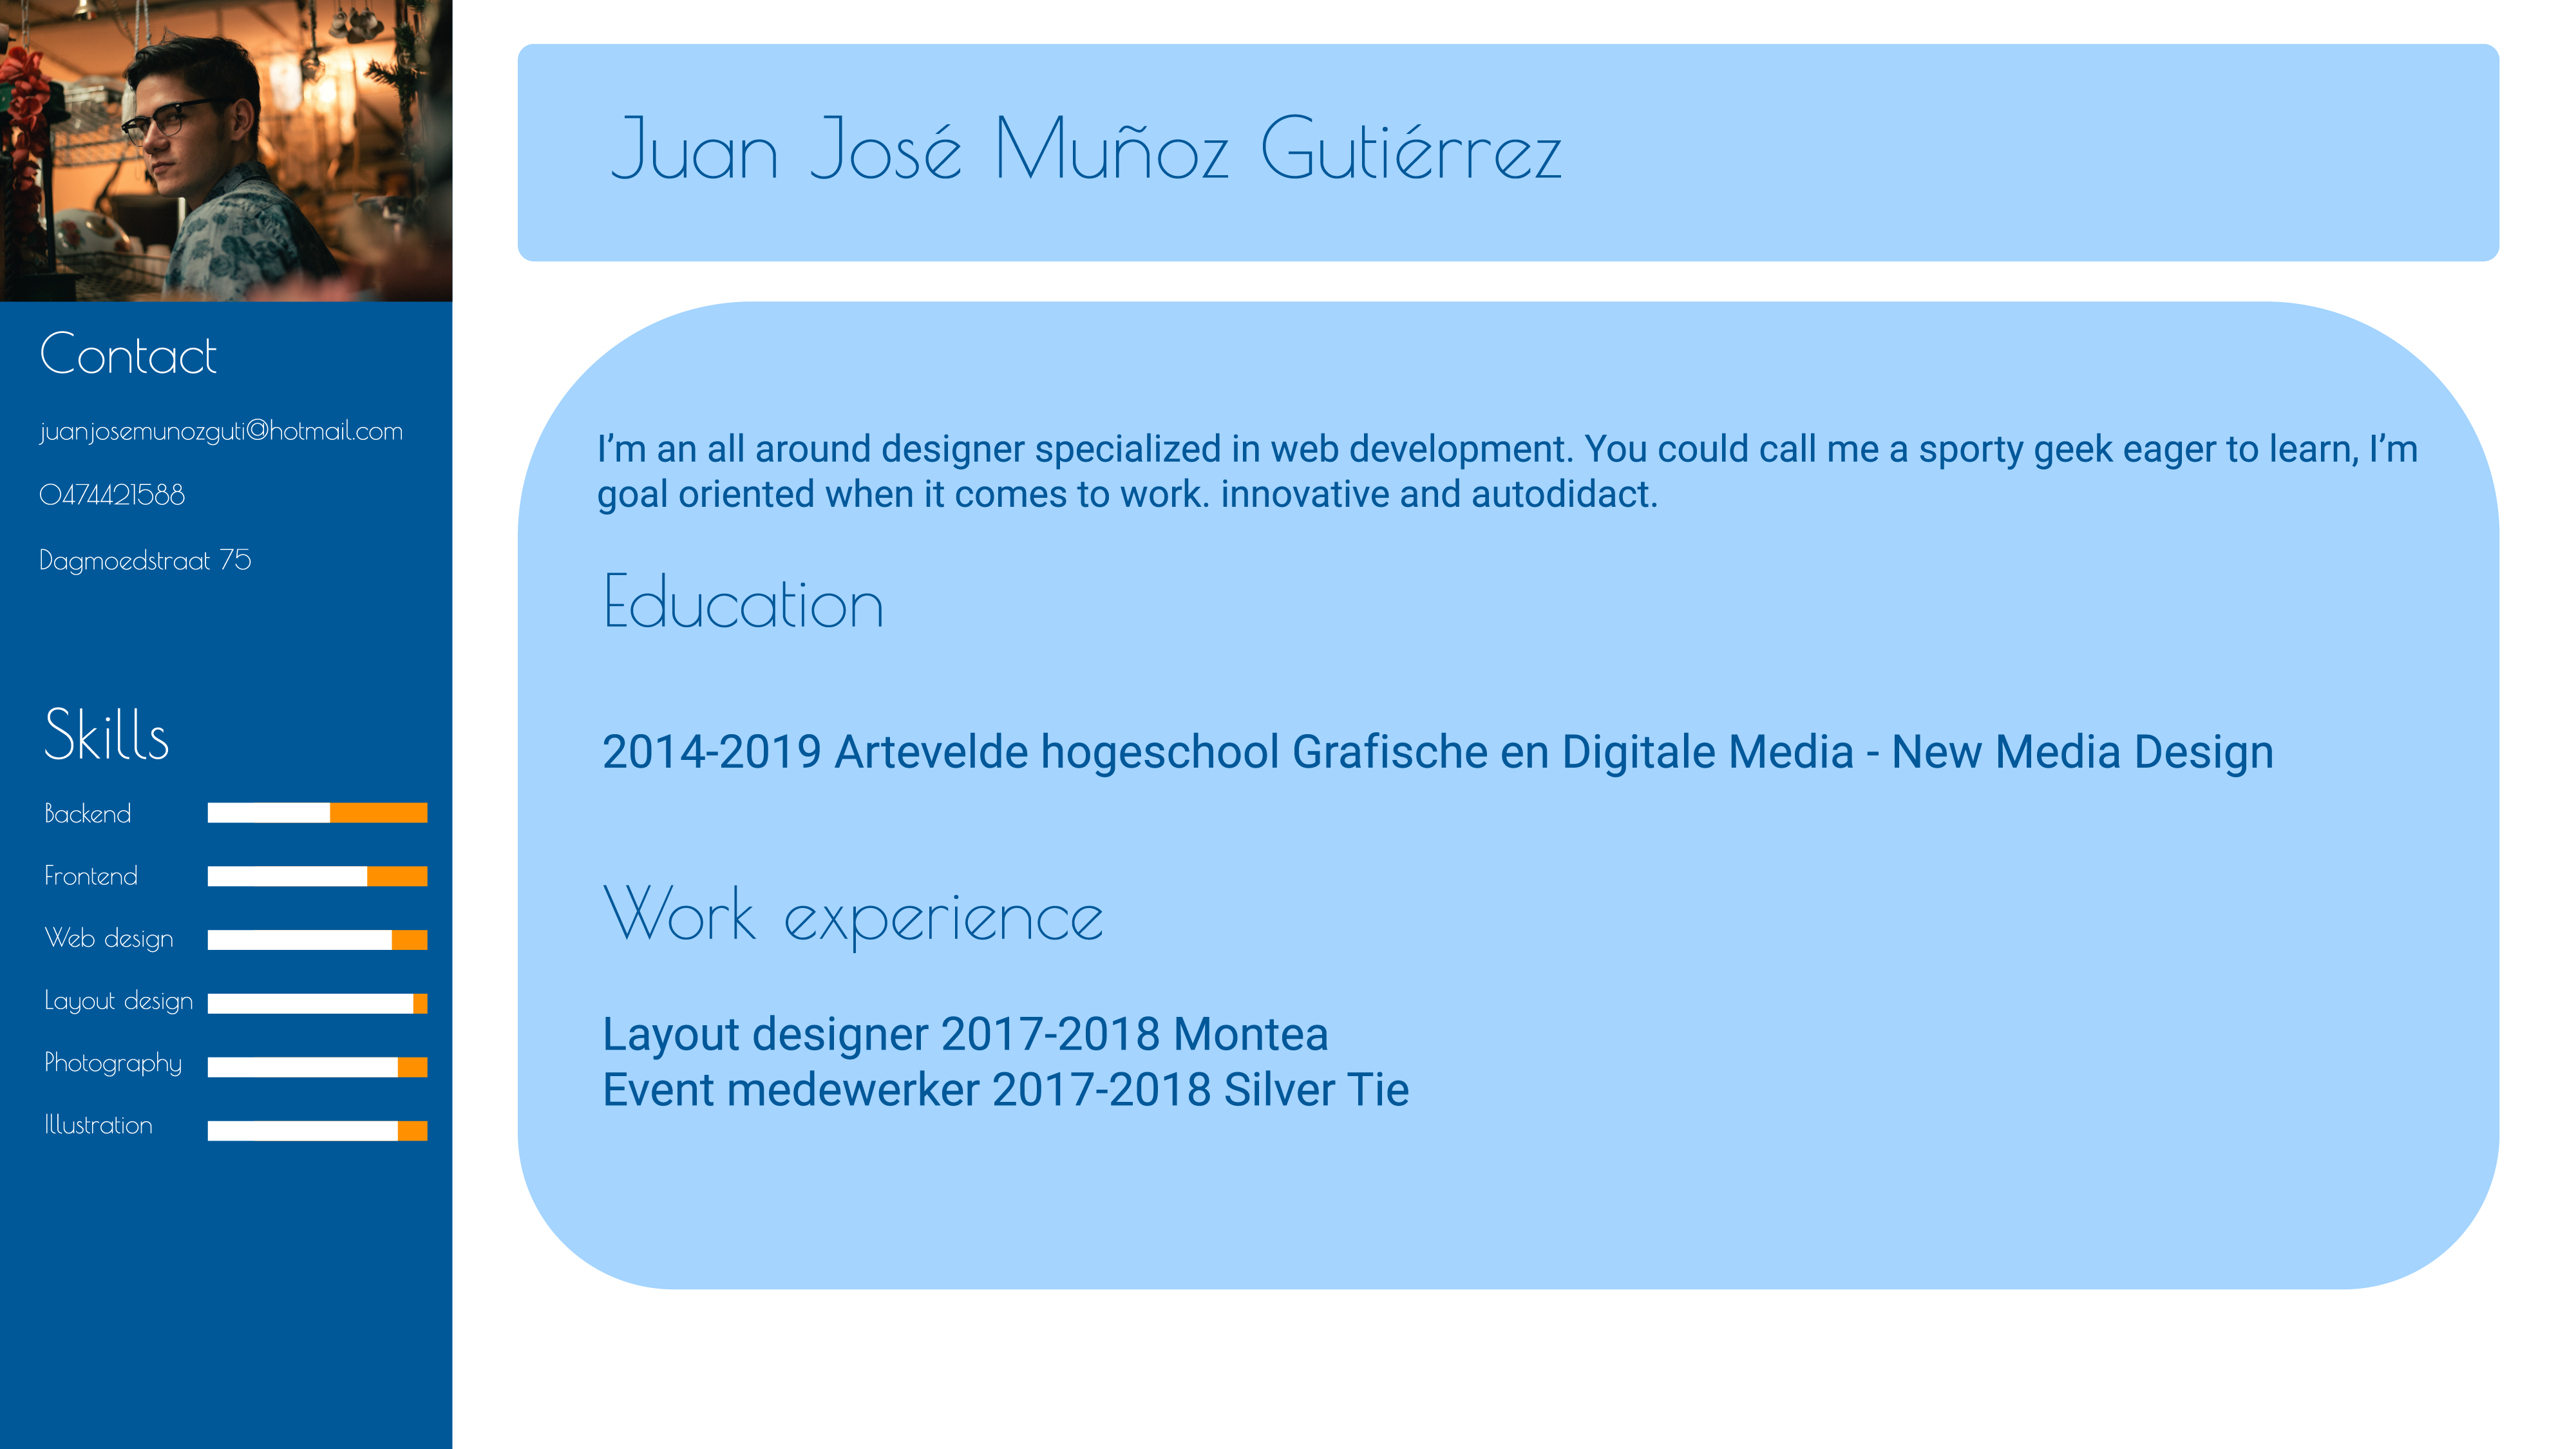 Juan José Muñoz Gutiérrez
Contact
juanjosemunozguti@hotmail.com
0474421588
Dagmoedstraat 75
Skills
Backend
Frontend
Web design
Layout design
Photography
Illustration
I’m an all around designer specialized in web development. You could call me a sporty geek eager to learn, I’m
goal oriented when it comes to work. innovative and autodidact.
Education
2014-2019 Artevelde hogeschool Grafische en Digitale Media - New Media Design
Work experience
Layout designer 2017-2018 Montea
Event medewerker 2017-2018 Silver Tie